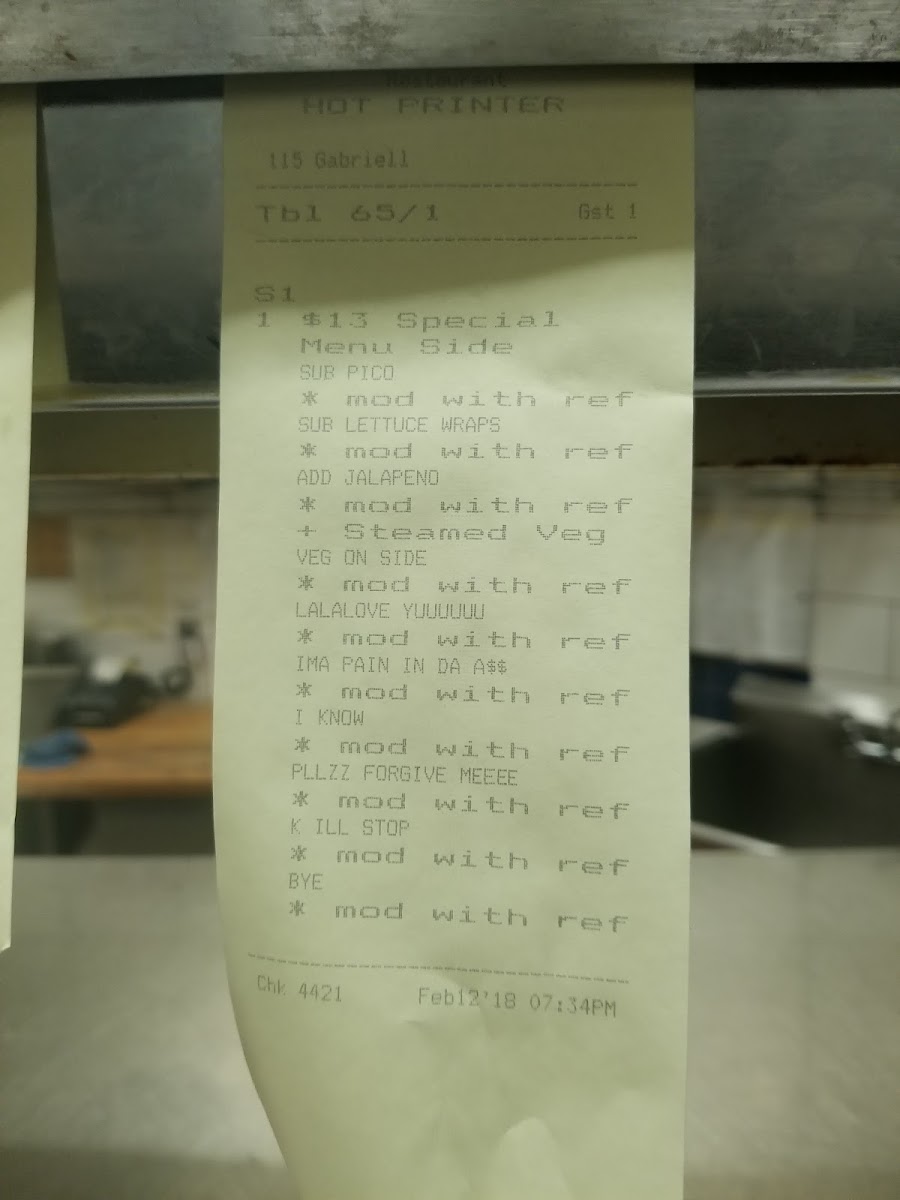 Restaurant
HOT PRINTER
115 Gabriell
Tbl 65/1 Gst 1
S1
1 $13 Special
Menu Side
SUB PICO
* mod with ref
SUB LETTUCE WRAPS
* mod with ref
ADD JALAPENO
* mod with ref
+ Steamed Veg
VEG ON SIDE
* mod with ref
LALALOVE YUUUUUU
* mod with ref
IMA PAIN IN DA A$$
* mod with ref
I KNOW
* mod with ref
PLLZZ FORGIVE MEEEE
* mod with ref
K ILL STOP
* mod with ref
BYE
* mod with ref
Chk 4421 Feb12'18 07:34PM